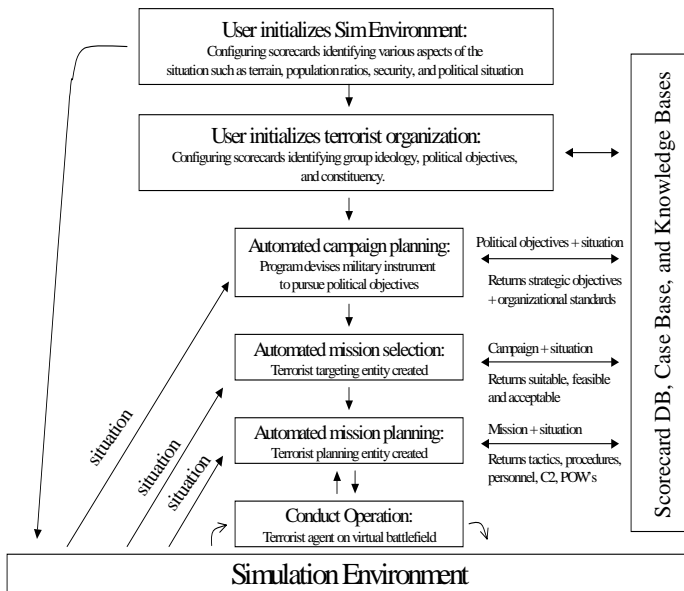 User initializes Sim Environment:
Configuring scorecards identifying various aspects of the
situation such as terrain, population ratios, security, and political situation
User initializes terrorist organization:
Configuring scorecards identifying group ideology, political objectives,
and constituency.
Automated campaign planning:
Program devises military instrument
to pursue political objectives
Political objectives + situation
Returns strategic objectives
+ organizational standards
Automated mission selection:
Terrorist targeting entity created
Campaign + situation
Returns suitable, feasible
and acceptable
Automated mission planning:
Terrorist planning entity created
Mission + situation
Returns tactics, procedures,
personnel, C2, POW's
Conduct Operation:
Terrorist agent on virtual battlefield
situation
situation
situation
Simulation Environment
Scorecard DB, Case Base, and Knowledge Bases